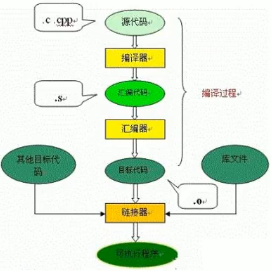 .c .cpp
源代码
编译器
.s
汇编代码
编译过程
汇编器
其他目标代
码
目标代码
库文件
.o
链接器
可执行程序